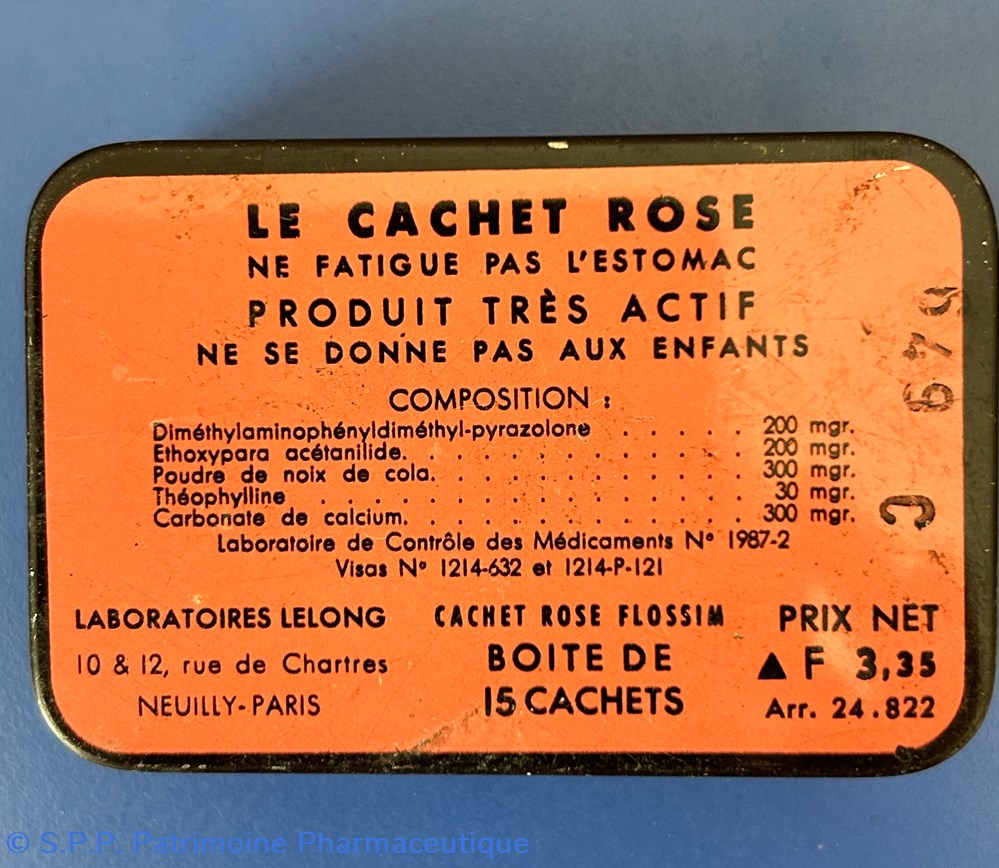 LE CACHET ROSE
NE FATIGUE PAS L'ESTOMAC
PRODUIT TRÈS ACTIF
NE SE DONNE PAS AUX ENFANTS
COMPOSITION :
Diméthylaminophényldiméthyl-pyrazolone . . . . . . 200 mgr.
Ethoxypara acétanilide. . . . . . . . . . . . . 200 mgr.
Poudre de noix de cola. . . . . . . . . . . . 300 mgr.
Théophylline . . . . . . . . . . . . . . . . 30 mgr.
Carbonate de calcium. . . . . . . . . . . . . 300 mgr.
Laboratoire de Contrôle des Médicaments Nº 1987-2
Visas Nº 1214-632 et 1214-P-121
LABORATOIRES LELONG
10 & 12, rue de Chartres
NEUILLY-PARIS
CACHET ROSE FLOSSIM
BOITE DE
15 CACHETS
PRIX NET
▲ F 3,35
Arr. 24.822
© S.P.P. Patrimoine Pharmaceutique